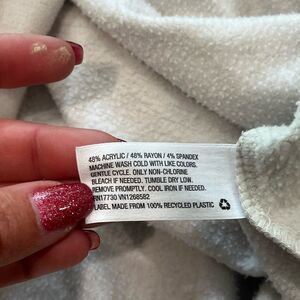 48% ACRYLIC / 48% RAYON / 4% SPANDEX
MACHINE WASH COLD WITH LIKE COLORS.
GENTLE CYCLE. ONLY NON-CHLORINE
BLEACH IF NEEDED. TUMBLE DRY LOW.
REMOVE PROMPTLY. COOL IRON IF NEEDED.
RN17730 VN1268582
LABEL MADE FROM 100% RECYCLED PLASTIC